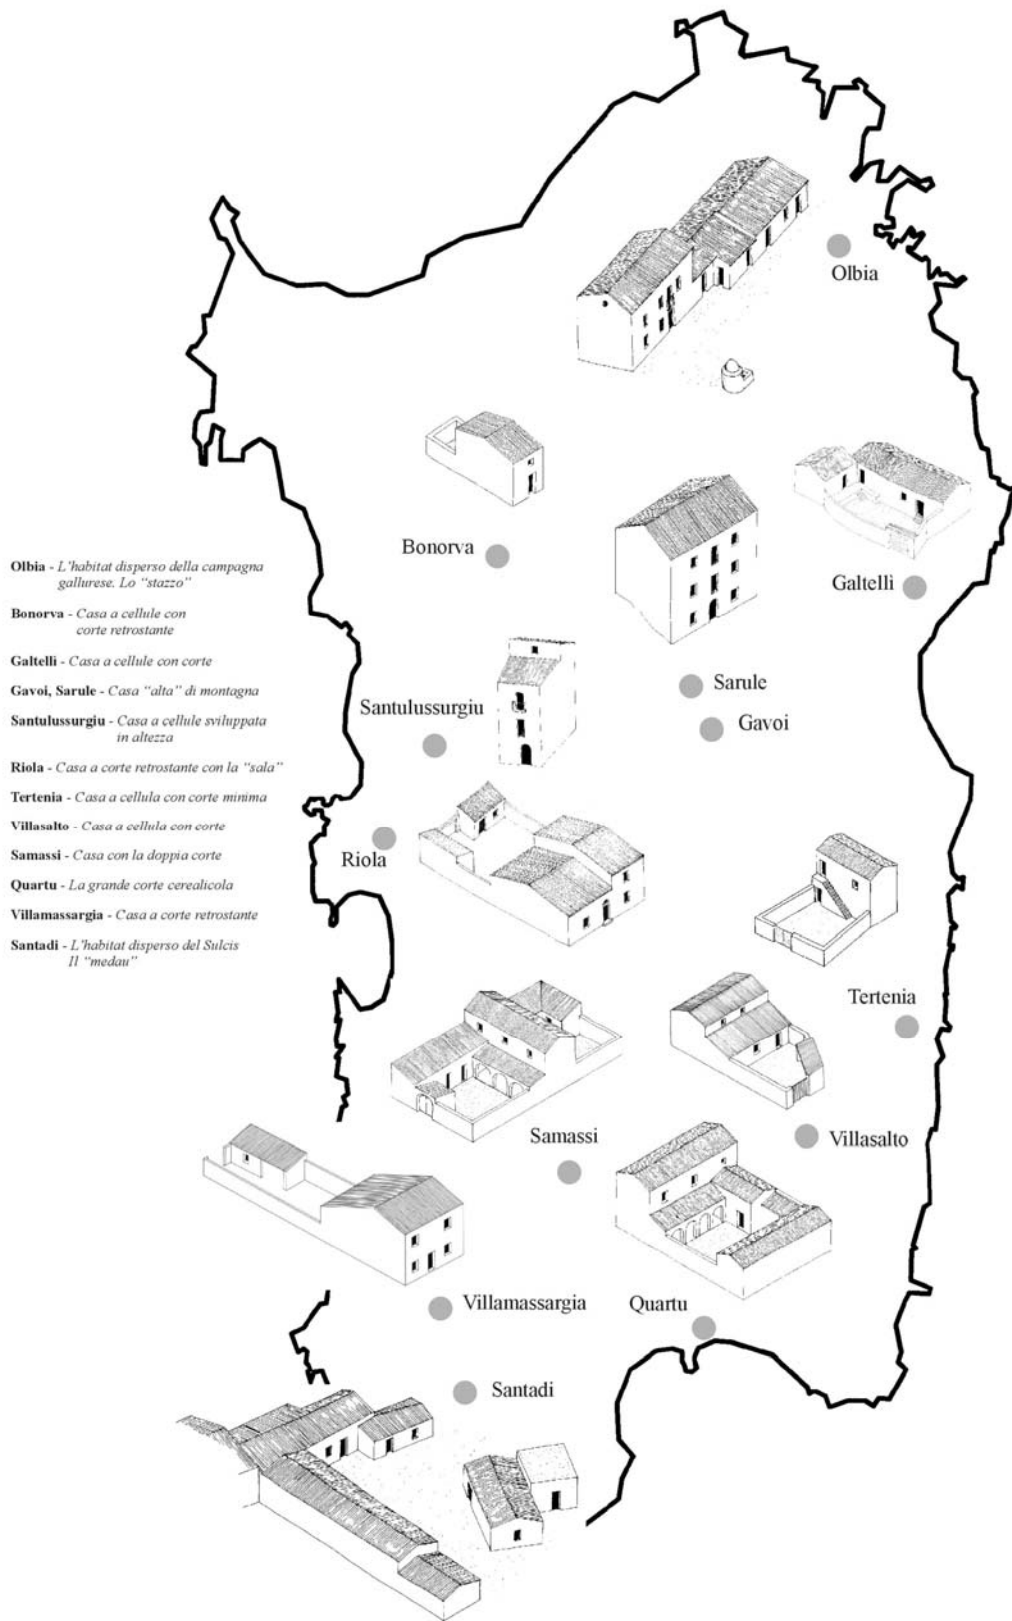 Olbia
Bonorva
Galtellì
Sarule
Gavoi
Santulussurgiu
Riola
Tertenia
Samassi
Villasalto
Villamassargia
Quartu
Santadi
Olbia - L'habitat disperso della campagna
gallurese. Lo "stazzo"
Bonorva - Casa a cellule con
corte retrostante
Galtellì - Casa a cellule con corte
Gavoi, Sarule - Casa "alta" di montagna
Santulussurgiu - Casa a cellule sviluppata
in altezza
Riola - Casa a corte retrostante con la "sala"
Tertenia - Casa a cellula con corte minima
Villasalto - Casa a cellula con corte
Samassi - Casa con la doppia corte
Quartu - La grande corte cerealicola
Villamassargia - Casa a corte retrostante
Santadi - L'habitat disperso del Sulcis
Il "medau"